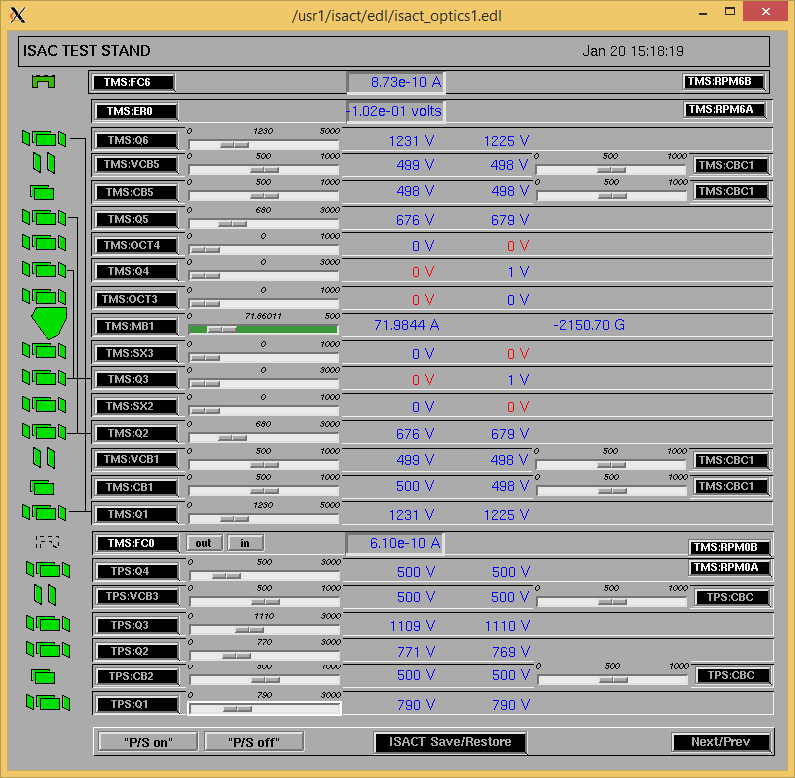 /usr1/isact/edl/isact_optics1.edl
ISAC TEST STAND Jan 20 15:18:19
TMS:FC6 8.73e-10 A TMS:RPM6B
TMS:ER0 -1.02e-01 volts TMS:RPM6A
TMS:Q6 0 1230 5000 1231 V 1225 V
TMS:VCB5 0 500 1000 499 V 498 V 0 500 1000 TMS:CBC1
TMS:CB5 0 500 1000 498 V 498 V 0 500 1000 TMS:CBC1
TMS:Q5 0 680 3000 676 V 679 V
TMS:OCT4 0 0 1000 0 V 0 V
TMS:Q4 0 0 3000 0 V 1 V
TMS:OCT3 0 0 1000 0 V 0 V
TMS:MB1 0 71.86011 500 71.9844 A -2150.70 G
TMS:SX3 0 0 1000 0 V 0 V
TMS:Q3 0 0 3000 0 V 1 V
TMS:SX2 0 0 1000 0 V 0 V
TMS:Q2 0 680 3000 676 V 679 V
TMS:VCB1 0 500 1000 499 V 498 V 0 500 1000 TMS:CBC1
TMS:CB1 0 500 1000 500 V 498 V 0 500 1000 TMS:CBC1
TMS:Q1 0 1230 5000 1231 V 1225 V
TMS:FC0 out in 6.10e-10 A TMS:RPM0B
TPS:Q4 0 500 3000 500 V 500 V TMS:RPM0A
TPS:VCB3 0 500 1000 500 V 500 V 0 500 1000 TPS:CBC
TPS:Q3 0 1110 3000 1109 V 1110 V
TPS:Q2 0 770 3000 771 V 769 V
TPS:CB2 0 500 1000 500 V 500 V 0 500 1000 TPS:CBC
TPS:Q1 0 790 3000 790 V 790 V
"P/S on" "P/S off" ISACT Save/Restore Next/Prev